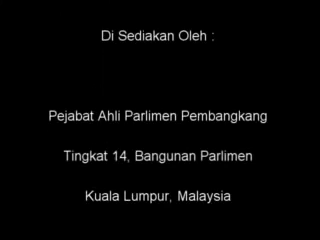 Di Sediakan Oleh :
Pejabat Ahli Parlimen Pembangkang
Tingkat 14, Bangunan Parlimen
Kuala Lumpur, Malaysia